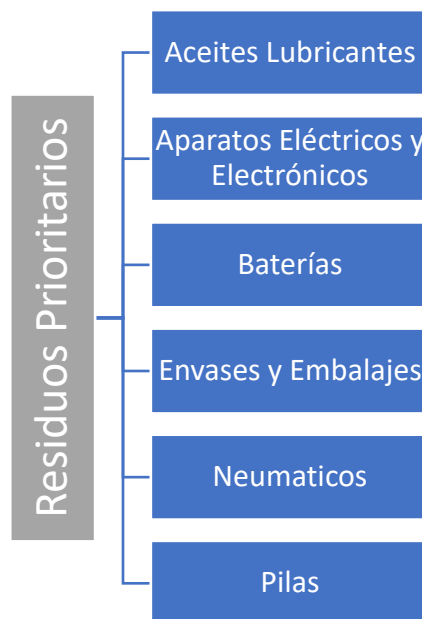 Residuos Prioritarios
Aceites Lubricantes
Aparatos Eléctricos y
Electrónicos
Baterías
Envases y Embalajes
Neumaticos
Pilas